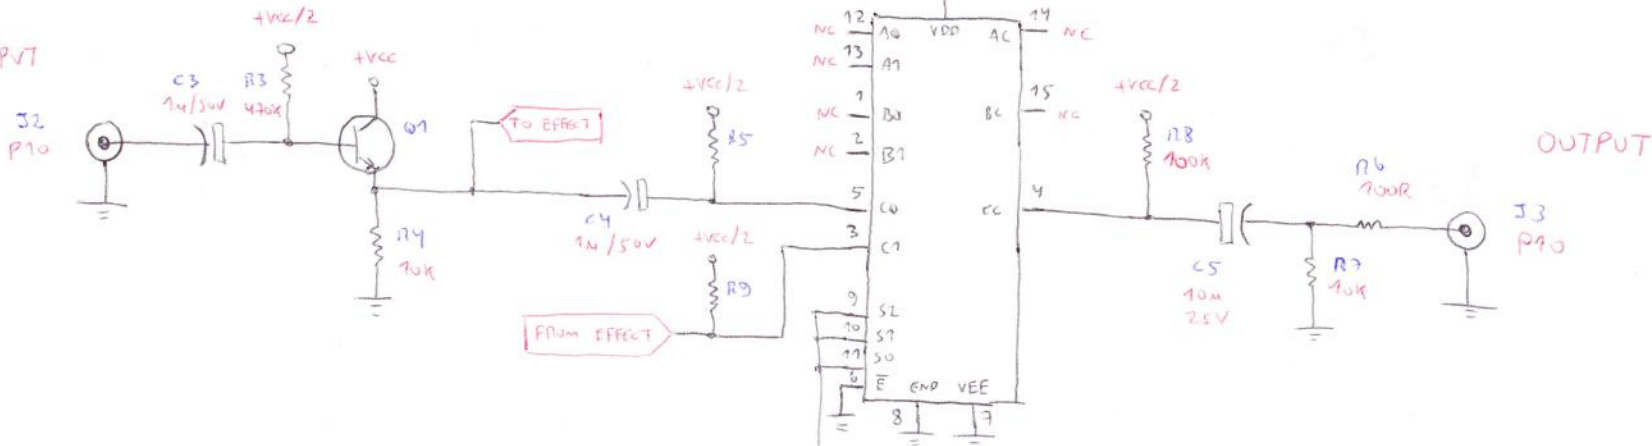 PUT
J2
P10
C3
1u/50V
+VCC/2
R3
470K
+VCC
Q1
R4
10K
TO EFFECT
C4
1u/50V
+VCC/2
R5
+VCC/2
R9
FROM EFFECT
NC 12 A0
NC 13 A1
NC 1 B0
NC 2 B1
5 C0
3 C1
9 S2
10 S1
11 S0
6 E
VDD
GND VEE
8 7
AC 14 NC
BC 15 NC
CC 4
+VCC/2
R8
100K
C5
10u
25V
R7
10K
R6
100R
OUTPUT
J3
P10